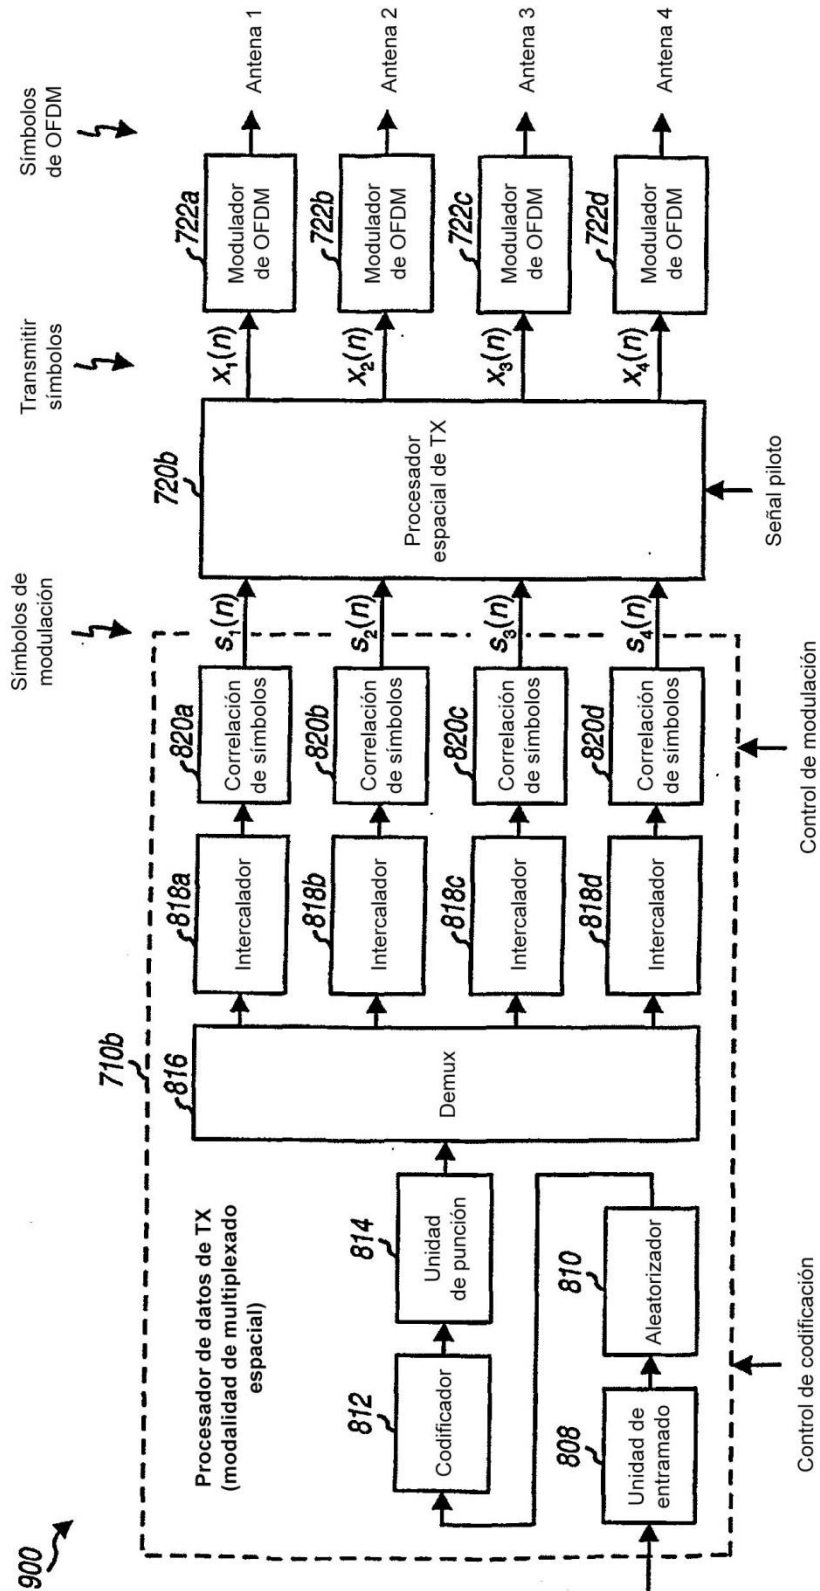 900
710b
Procesador de datos de TX
(modalidad de multiplexado
espacial)
808
Unidad de
entramado
810
Aleatorizador
812
Codificador
814
Unidad
de punción
816
Demux
818a
Intercalador
818b
Intercalador
818c
Intercalador
818d
Intercalador
820a
Correlación
de símbolos
820b
Correlación
de símbolos
820c
Correlación
de símbolos
820d
Correlación
de símbolos
Control de codificación
Control de modulación
Símbolos de
modulación
s₁(n)
s₂(n)
s₃(n)
s₄(n)
720b
Procesador
espacial de TX
Señal piloto
Transmitir
símbolos
x₁(n)
x₂(n)
x₃(n)
x₄(n)
722a
Modulador
de OFDM
722b
Modulador
de OFDM
722c
Modulador
de OFDM
722d
Modulador
de OFDM
Símbolos
de OFDM
Antena 1
Antena 2
Antena 3
Antena 4